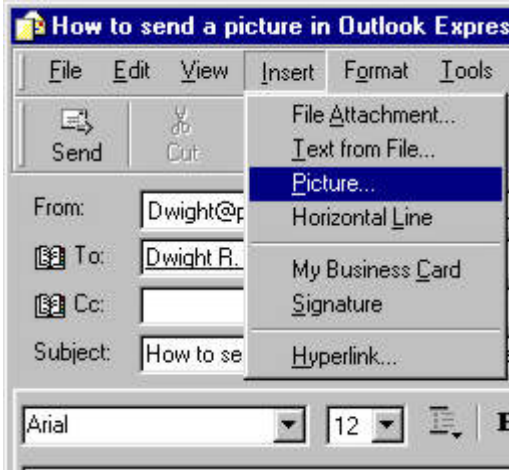 How to send a picture in Outlook Expres
File Edit View Insert Format Tools
Send Cut
File Attachment...
Text from File...
Picture...
Horizontal Line
My Business Card
Signature
Hyperlink...
From: Dwight@p
To: Dwight R.
Cc:
Subject: How to se
Arial 12 B